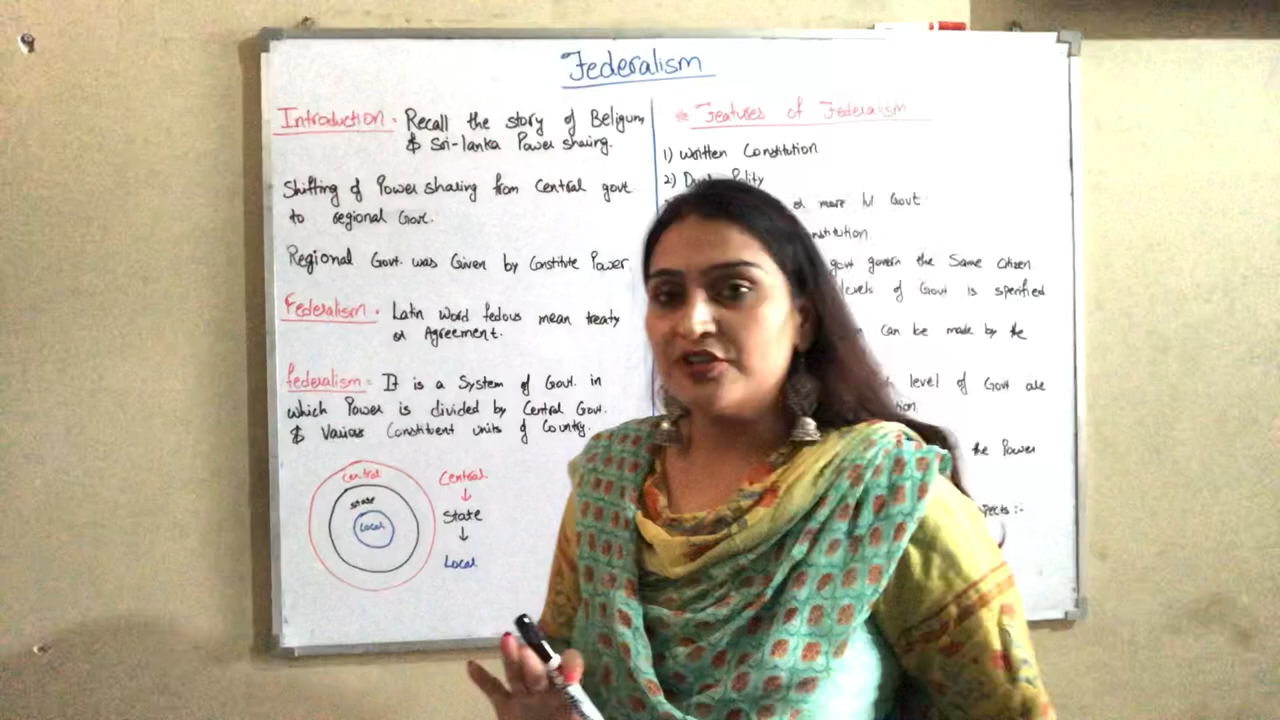 Federalism
Introduction - Recall the story of Beligum
& Sri-lanka Power sharing.
Shifting of Power sharing from Central govt
to regional Govt.
Regional Govt. was Given by Constitute Power
Federalism - Latin word fedous mean treaty
or Agreement.
federalism = It is a System of Govt. in
which Power is divided by Central Govt.
& Various Constituent units of Country.
Central
state
Local
Central
↓
State
↓
Local
* Features of Federalism
1) Written Constitution
2) Dual Polity
or more lvl Govt.
nstitution
govt govern the Same citizen
levels of Govt is specified
can be made by the
level of Govt are
tion
the Power
pects :-